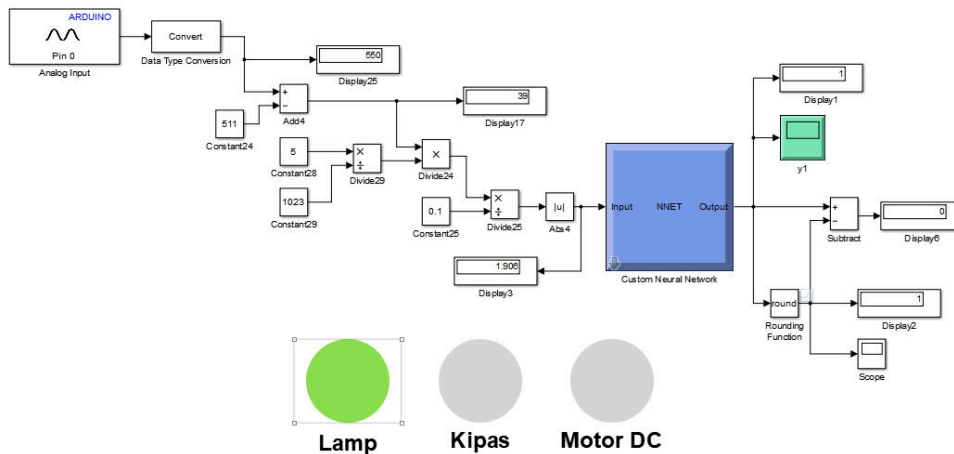 ARDUINO
Pin 0
Analog Input
Convert
Data Type Conversion
550
Display25
+
−
Add4
511
Constant24
39
Display17
5
Constant28
1023
Constant29
×
÷
Divide29
×
Divide24
0.1
Constant25
×
÷
Divide25
|u|
Abs4
1.906
Display3
Input
NNET
Output
Custom Neural Network
1
Display1
y1
+
−
Subtract
0
Display6
round
Rounding
Function
1
Display2
Scope
Lamp
Kipas
Motor DC